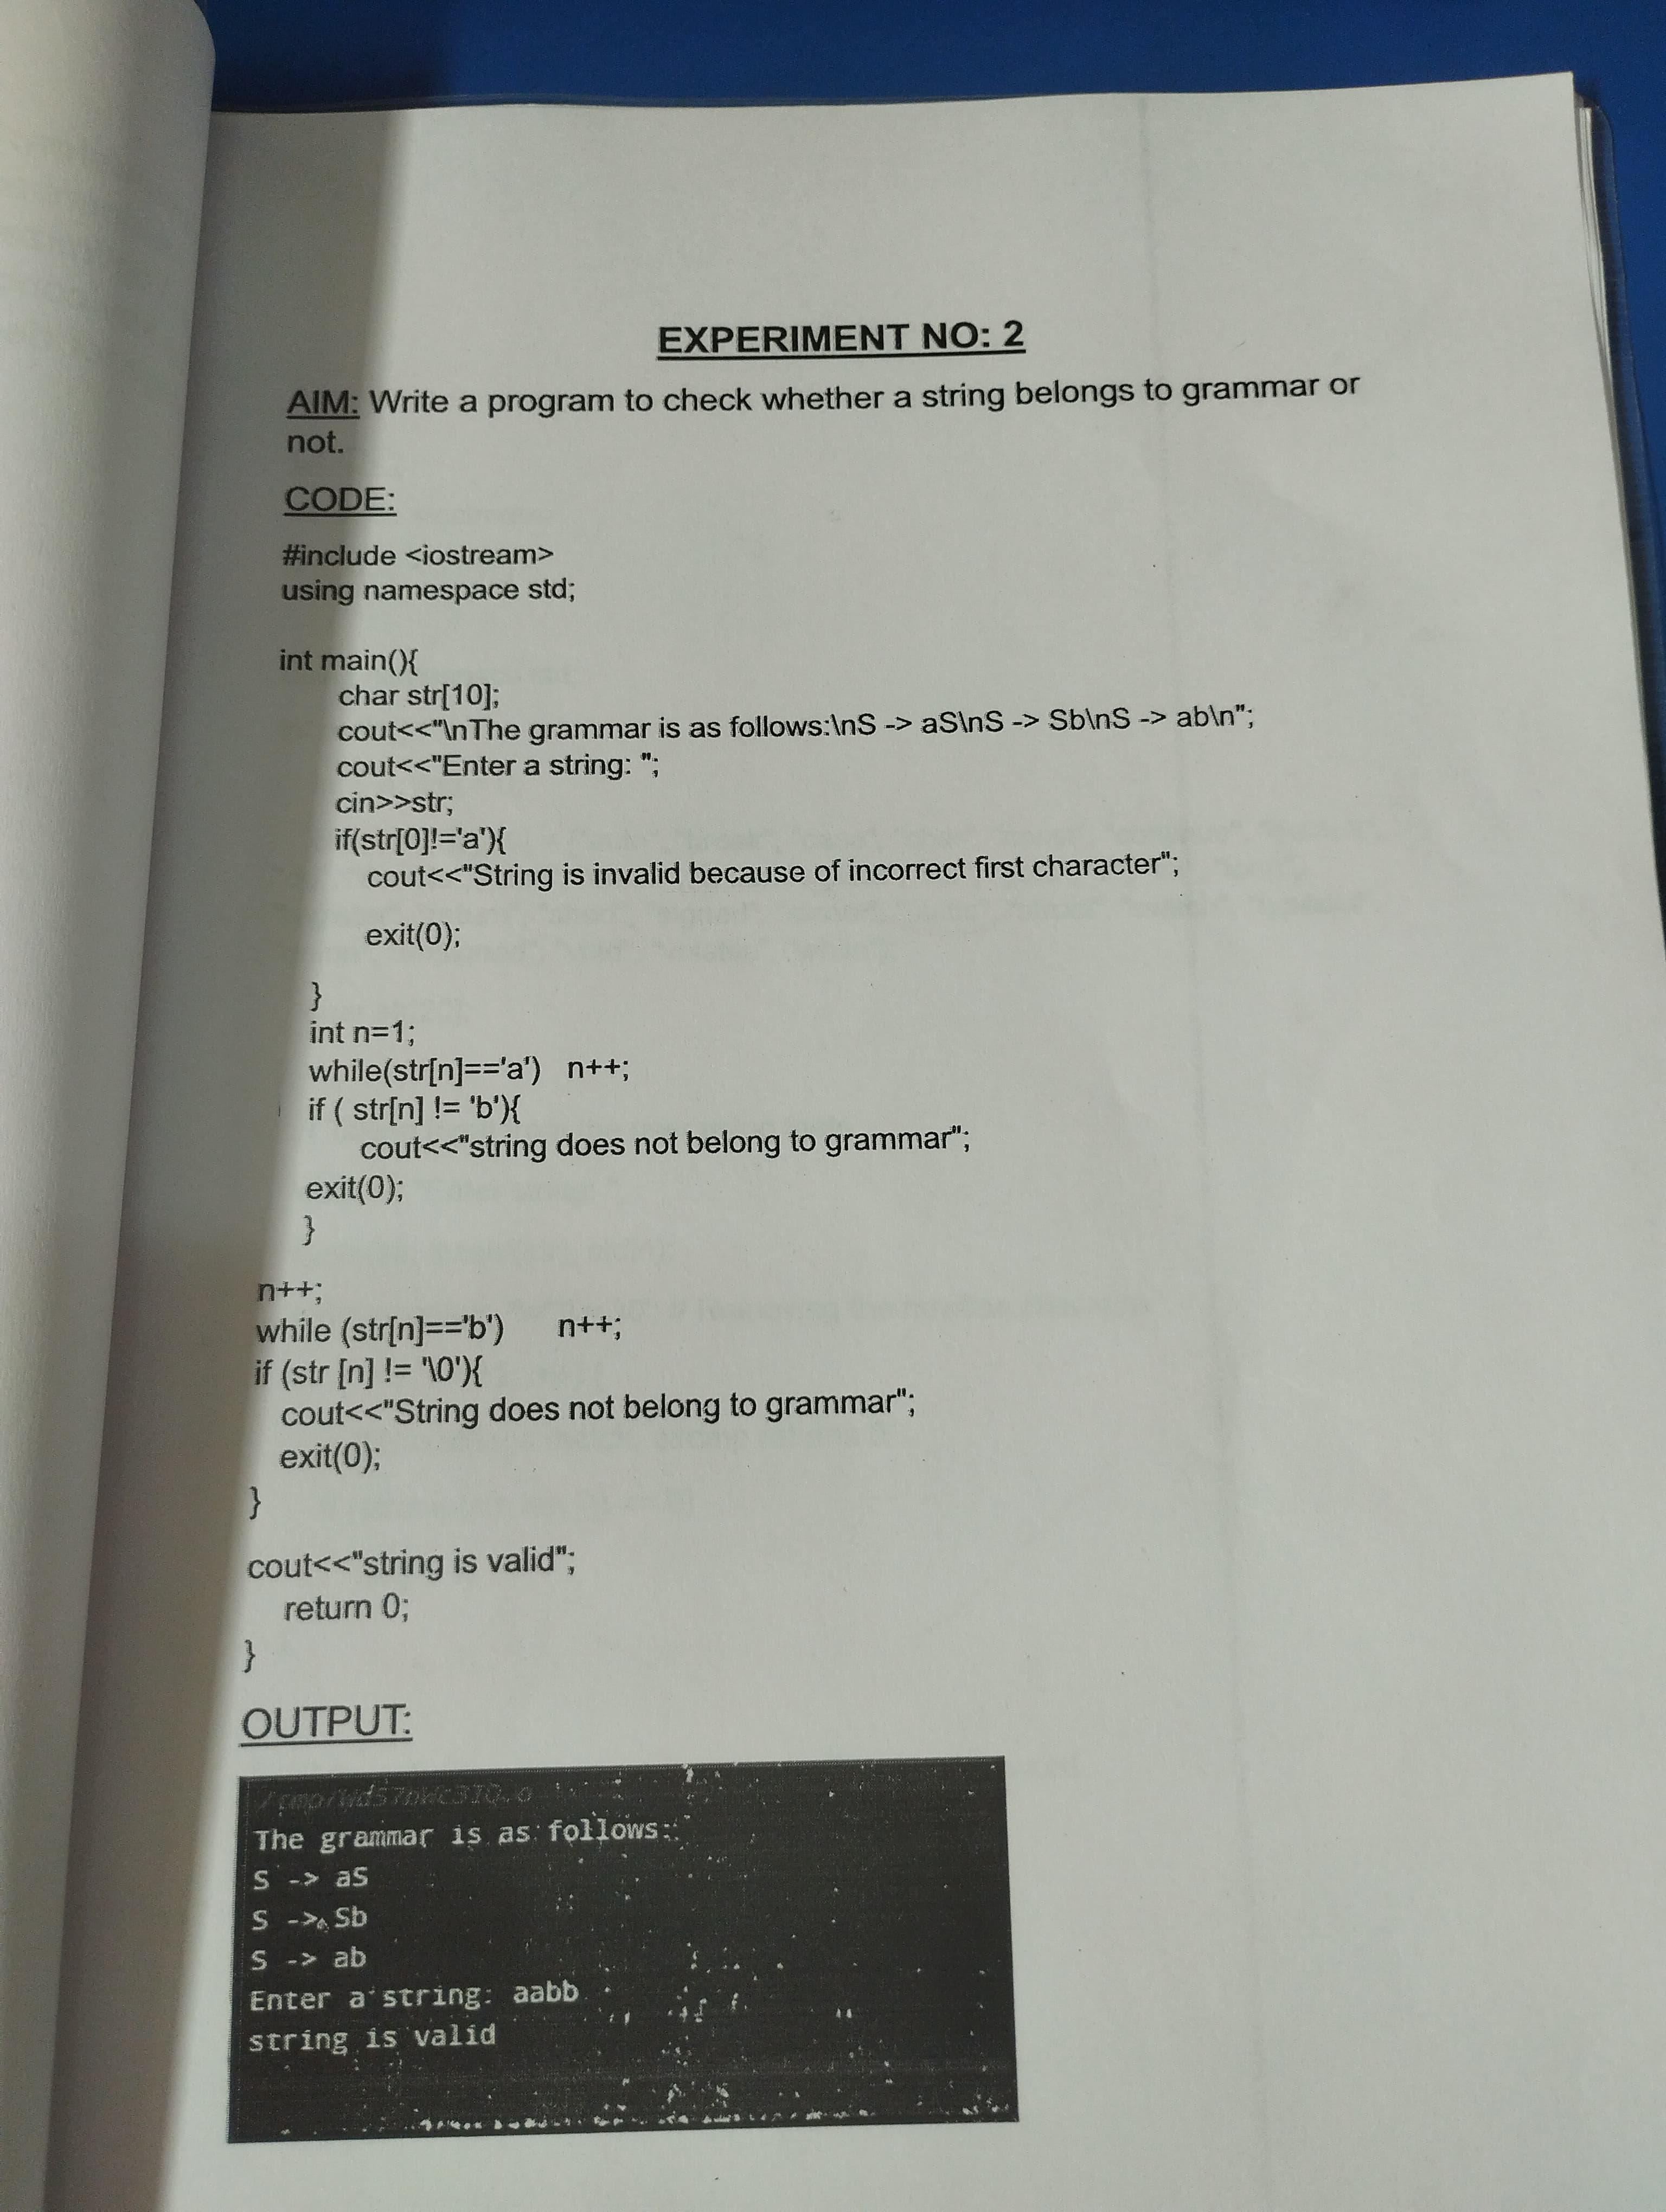 EXPERIMENT NO: 2
AIM: Write a program to check whether a string belongs to grammar or
not.
CODE:
#include <iostream>
using namespace std;
int main(){
char str[10];
cout<<"\nThe grammar is as follows:\nS -> aS\nS -> Sb\nS -> ab\n";
cout<<"Enter a string: ";
cin>>str;
if(str[0]!='a'){
cout<<"String is invalid because of incorrect first character";
exit(0);
}
int n=1;
while(str[n]=='a') n++;
if ( str[n] != 'b'){
cout<<"string does not belong to grammar";
exit(0);
}
n++;
while (str[n]=='b') n++;
if (str [n] != '\0'){
cout<<"String does not belong to grammar";
exit(0);
}
cout<<"string is valid";
return 0;
}
OUTPUT:
The grammar is as follows:
S -> aS
S -> Sb
S -> ab
Enter a string: aabb
string is valid